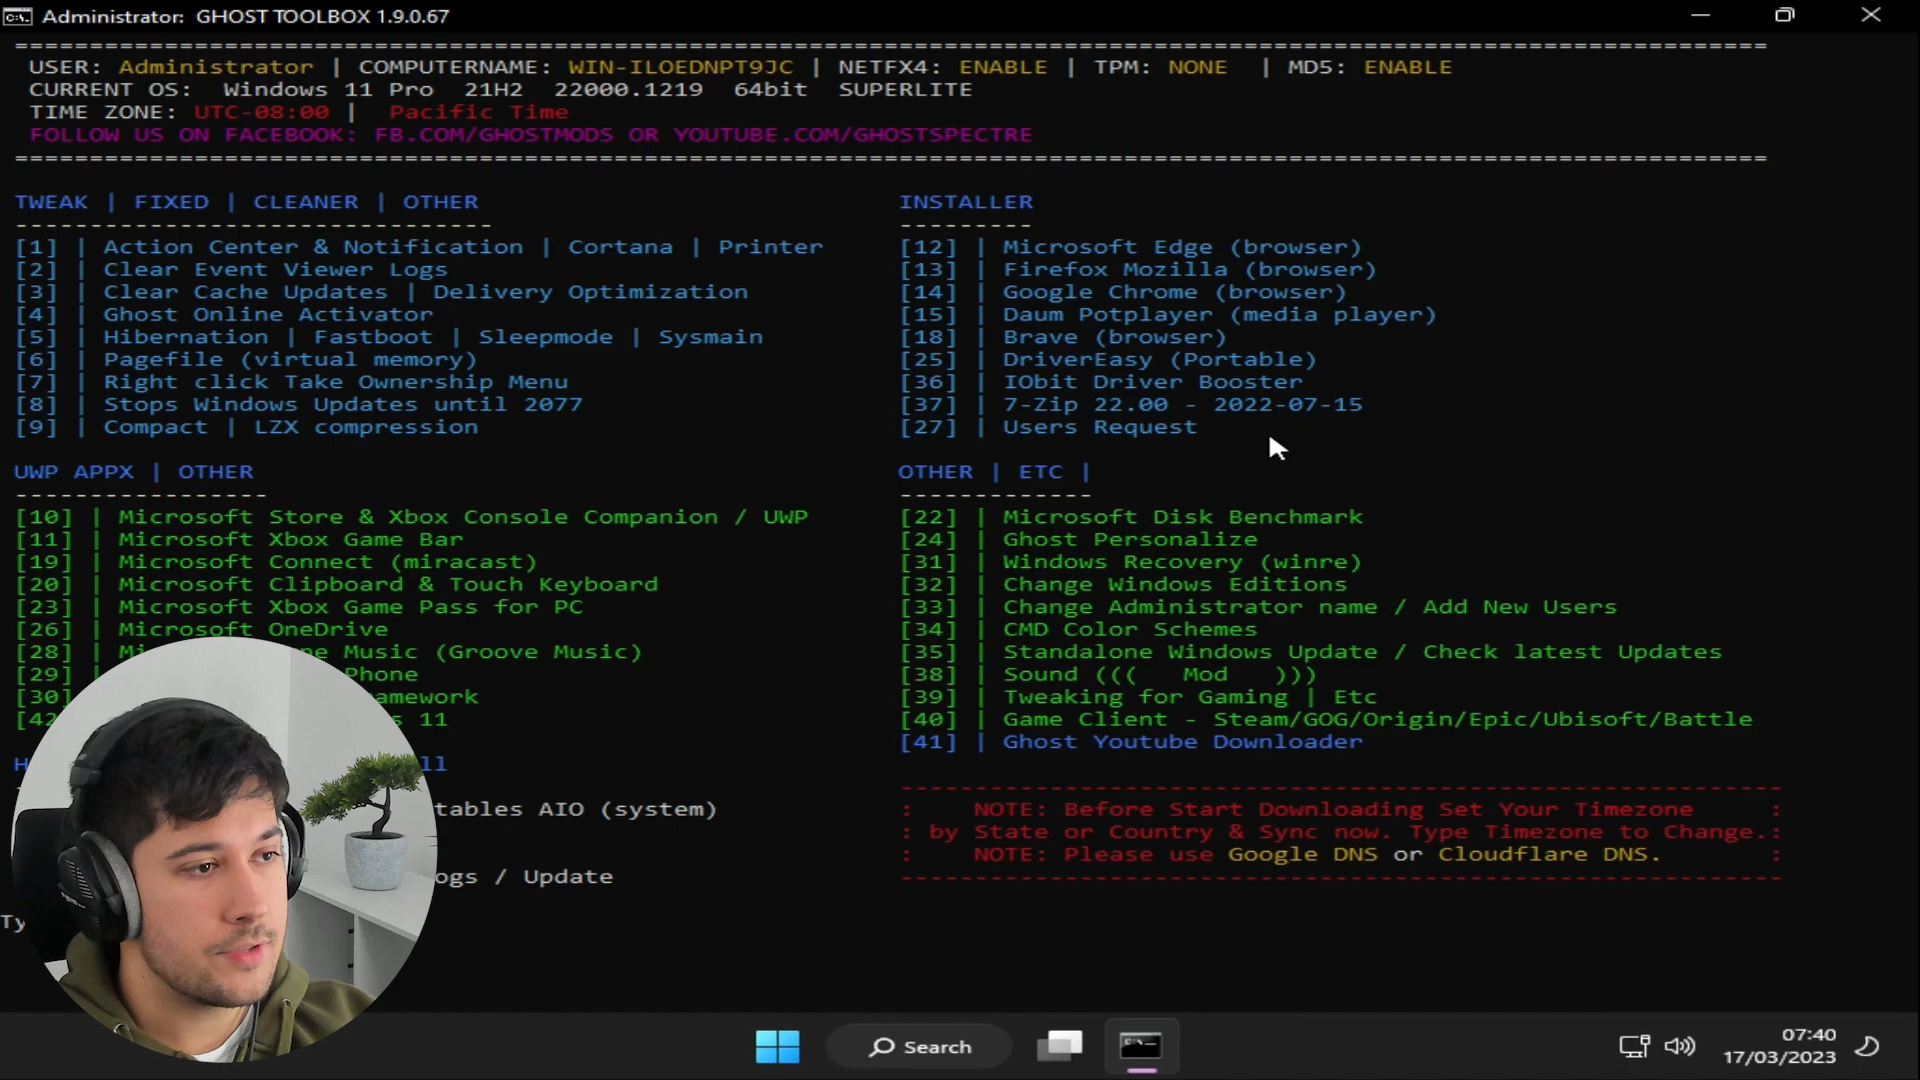 Administrator: GHOST TOOLBOX 1.9.0.67
USER: Administrator | COMPUTERNAME: WIN-ILOEDNPT9JC | NETFX4: ENABLE | TPM: NONE | MD5: ENABLE
CURRENT OS: Windows 11 Pro 21H2 22000.1219 64bit SUPERLITE
TIME ZONE: UTC-08:00 | Pacific Time
FOLLOW US ON FACEBOOK: FB.COM/GHOSTMODS OR YOUTUBE.COM/GHOSTSPECTRE
TWEAK | FIXED | CLEANER | OTHER
[1] | Action Center & Notification | Cortana | Printer
[2] | Clear Event Viewer Logs
[3] | Clear Cache Updates | Delivery Optimization
[4] | Ghost Online Activator
[5] | Hibernation | Fastboot | Sleepmode | Sysmain
[6] | Pagefile (virtual memory)
[7] | Right click Take Ownership Menu
[8] | Stops Windows Updates until 2077
[9] | Compact | LZX compression
UWP APPX | OTHER
[10] | Microsoft Store & Xbox Console Companion / UWP
[11] | Microsoft Xbox Game Bar
[19] | Microsoft Connect (miracast)
[20] | Microsoft Clipboard & Touch Keyboard
[23] | Microsoft Xbox Game Pass for PC
[26] | Microsoft OneDrive
[28] | Music (Groove Music)
[29] | Phone
[30]
11
tables AIO (system)
/ Update
INSTALLER
[12] | Microsoft Edge (browser)
[13] | Firefox Mozilla (browser)
[14] | Google Chrome (browser)
[15] | Daum Potplayer (media player)
[18] | Brave (browser)
[25] | DriverEasy (Portable)
[36] | IObit Driver Booster
[37] | 7-Zip 22.00 - 2022-07-15
[27] | Users Request
OTHER | ETC |
[22] | Microsoft Disk Benchmark
[24] | Ghost Personalize
[31] | Windows Recovery (winre)
[32] | Change Windows Editions
[33] | Change Administrator name / Add New Users
[34] | CMD Color Schemes
[35] | Standalone Windows Update / Check latest Updates
[38] | Sound ((( Mod )))
[39] | Tweaking for Gaming | Etc
[40] | Game Client - Steam/GOG/Origin/Epic/Ubisoft/Battle
[41] | Ghost Youtube Downloader
: NOTE: Before Start Downloading Set Your Timezone :
: by State or Country & Sync now. Type Timezone to Change.:
: NOTE: Please use Google DNS or Cloudflare DNS. :
Search
07:40
17/03/2023